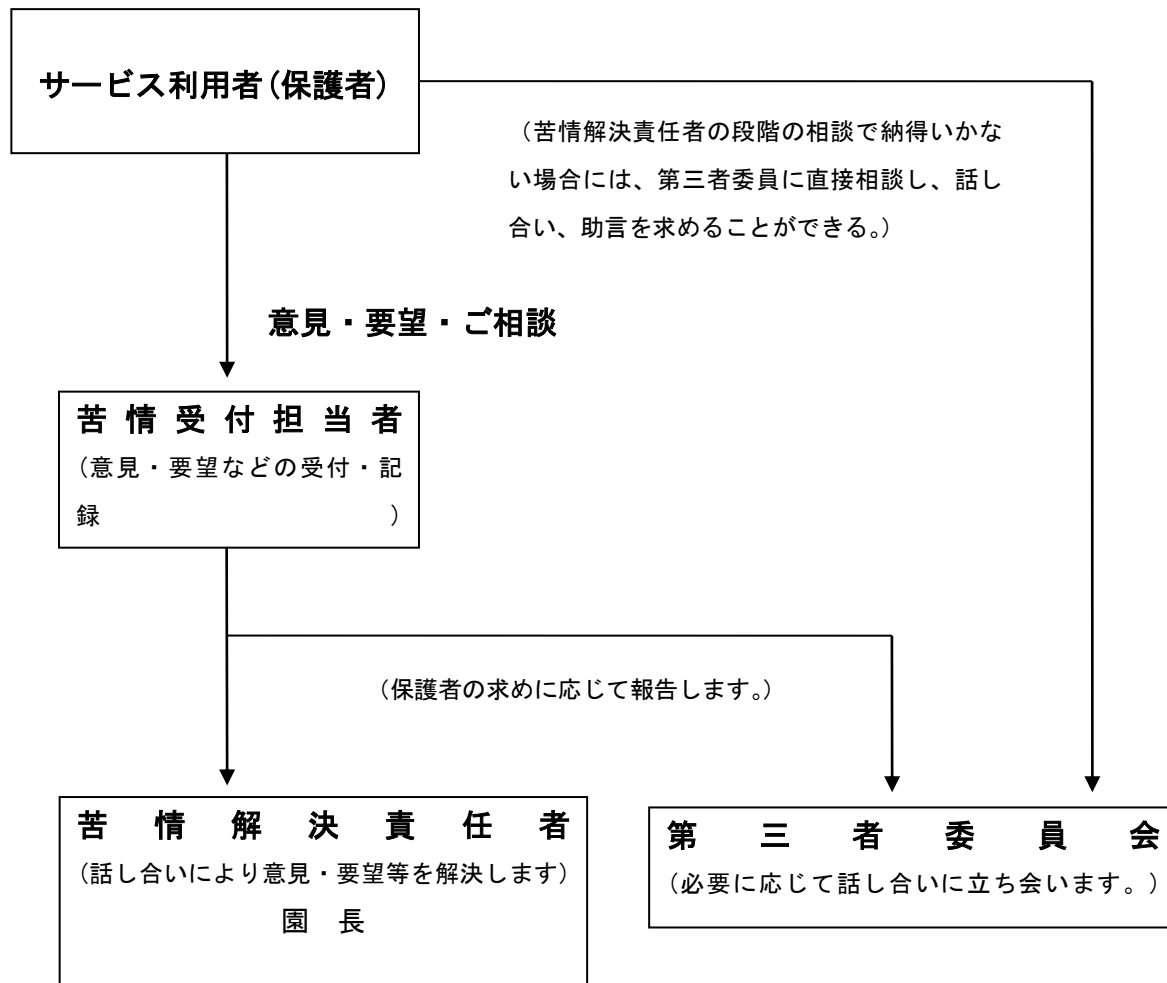 サービス利用者(保護者)
（苦情解決責任者の段階の相談で納得いかな
い場合には、第三者委員に直接相談し、話し
合い、助言を求めることができる。）
意見・要望・ご相談
苦情受付担当者
（意見・要望などの受付・記
録）
（保護者の求めに応じて報告します。）
苦情解決責任者
（話し合いにより意見・要望等を解決します）
園　長
第三者委員会
（必要に応じて話し合いに立ち会います。）